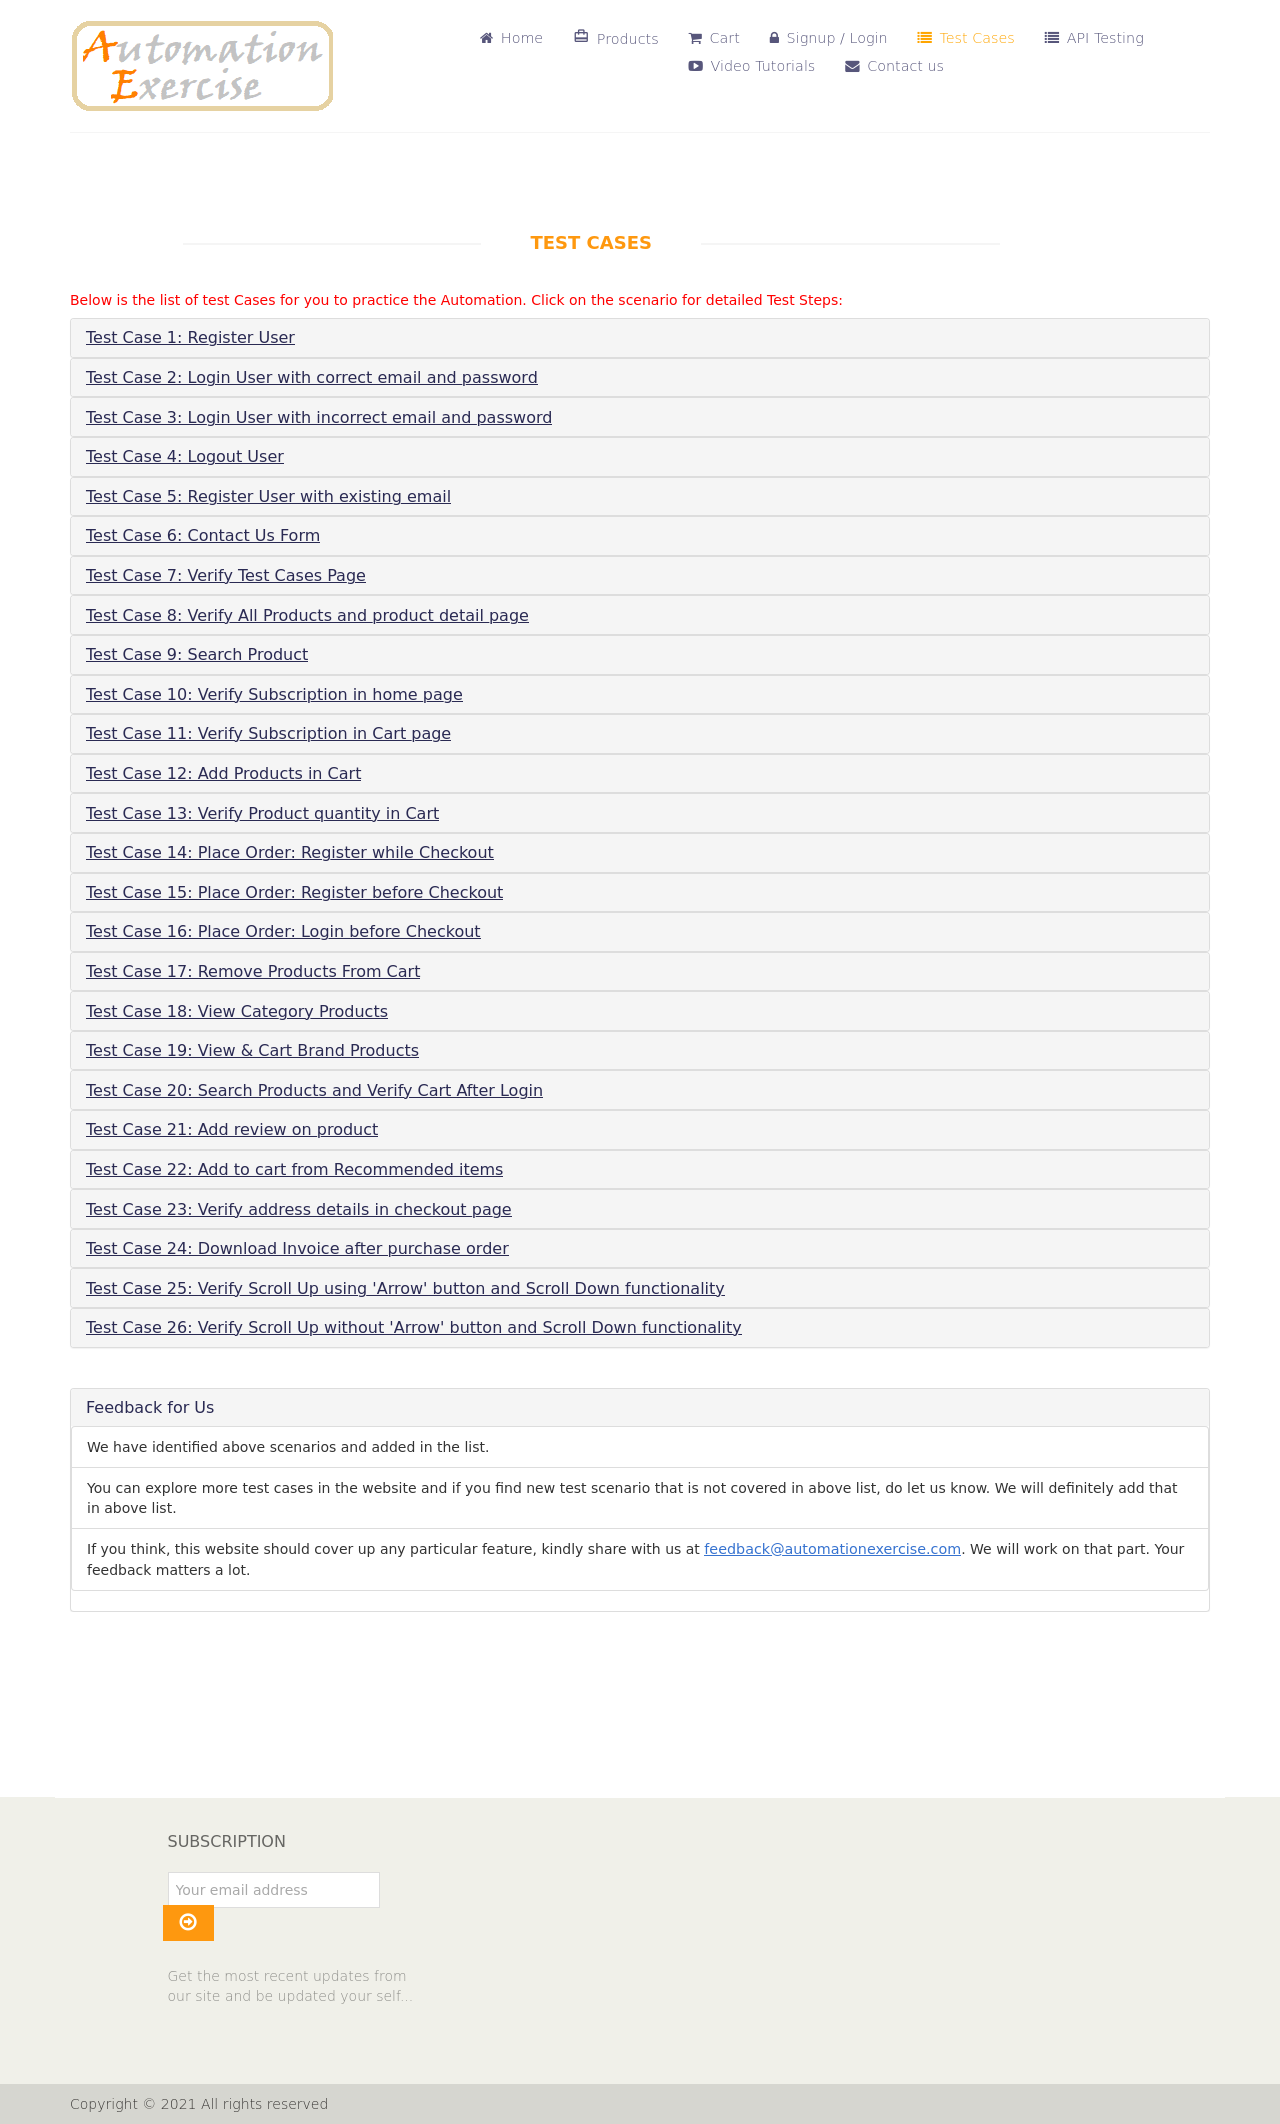 Automation
Exercise
Home
Products
Cart
Signup / Login
Test Cases
API Testing
Video Tutorials
Contact us
TEST CASES
Below is the list of test Cases for you to practice the Automation. Click on the scenario for detailed Test Steps:
Test Case 1: Register User
Test Case 2: Login User with correct email and password
Test Case 3: Login User with incorrect email and password
Test Case 4: Logout User
Test Case 5: Register User with existing email
Test Case 6: Contact Us Form
Test Case 7: Verify Test Cases Page
Test Case 8: Verify All Products and product detail page
Test Case 9: Search Product
Test Case 10: Verify Subscription in home page
Test Case 11: Verify Subscription in Cart page
Test Case 12: Add Products in Cart
Test Case 13: Verify Product quantity in Cart
Test Case 14: Place Order: Register while Checkout
Test Case 15: Place Order: Register before Checkout
Test Case 16: Place Order: Login before Checkout
Test Case 17: Remove Products From Cart
Test Case 18: View Category Products
Test Case 19: View & Cart Brand Products
Test Case 20: Search Products and Verify Cart After Login
Test Case 21: Add review on product
Test Case 22: Add to cart from Recommended items
Test Case 23: Verify address details in checkout page
Test Case 24: Download Invoice after purchase order
Test Case 25: Verify Scroll Up using 'Arrow' button and Scroll Down functionality
Test Case 26: Verify Scroll Up without 'Arrow' button and Scroll Down functionality
Feedback for Us
We have identified above scenarios and added in the list.
You can explore more test cases in the website and if you find new test scenario that is not covered in above list, do let us know. We will definitely add that
in above list.
If you think, this website should cover up any particular feature, kindly share with us at feedback@automationexercise.com. We will work on that part. Your
feedback matters a lot.
SUBSCRIPTION
Your email address
Get the most recent updates from
our site and be updated your self...
Copyright © 2021 All rights reserved